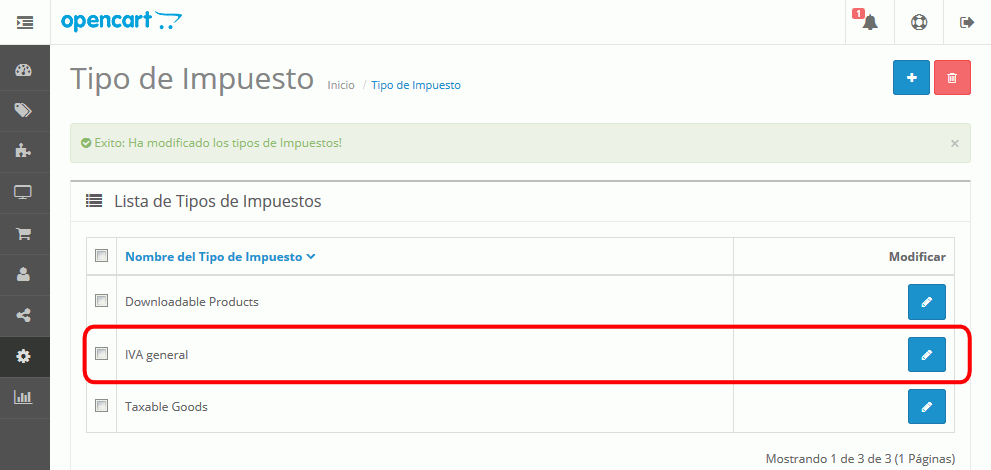 opencart
1
Tipo de Impuesto Inicio / Tipo de Impuesto
Exito: Ha modificado los tipos de Impuestos! ×
Lista de Tipos de Impuestos
Nombre del Tipo de Impuesto Modificar
Downloadable Products
IVA general
Taxable Goods
Mostrando 1 de 3 de 3 (1 Páginas)